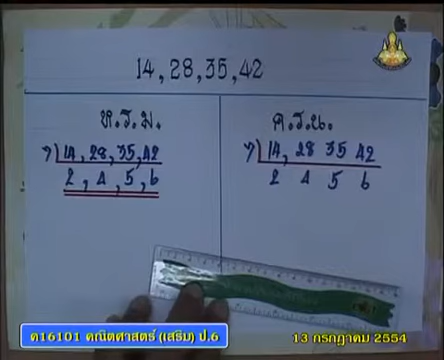 14,28,35,42
ห.ร.ม.
7) 14, 28, 35, 42
2, 4, 5, 6
ค.ร.น.
7) 14, 28 35 42
2 4 5 6
ค16101 คณิตศาสตร์ (เสริม) ป.6
13 กรกฎาคม 2554